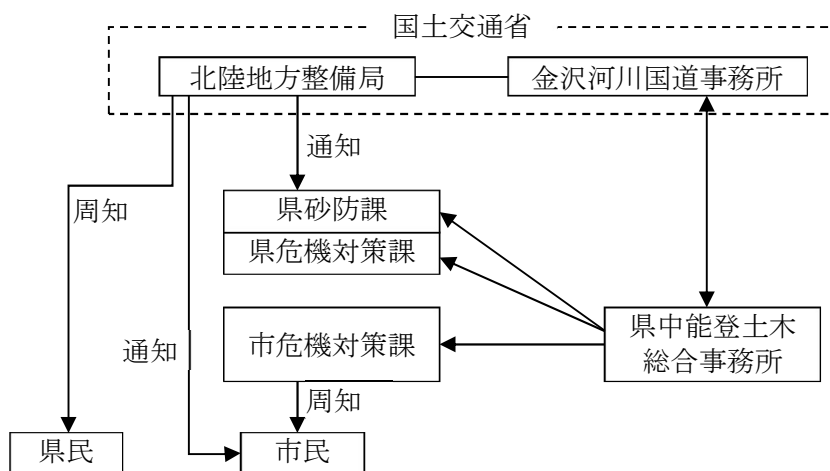 国土交通省
北陸地方整備局
金沢河川国道事務所
通知
周知
県砂防課
県危機対策課
県中能登土木
総合事務所
市危機対策課
通知
周知
県民
市民